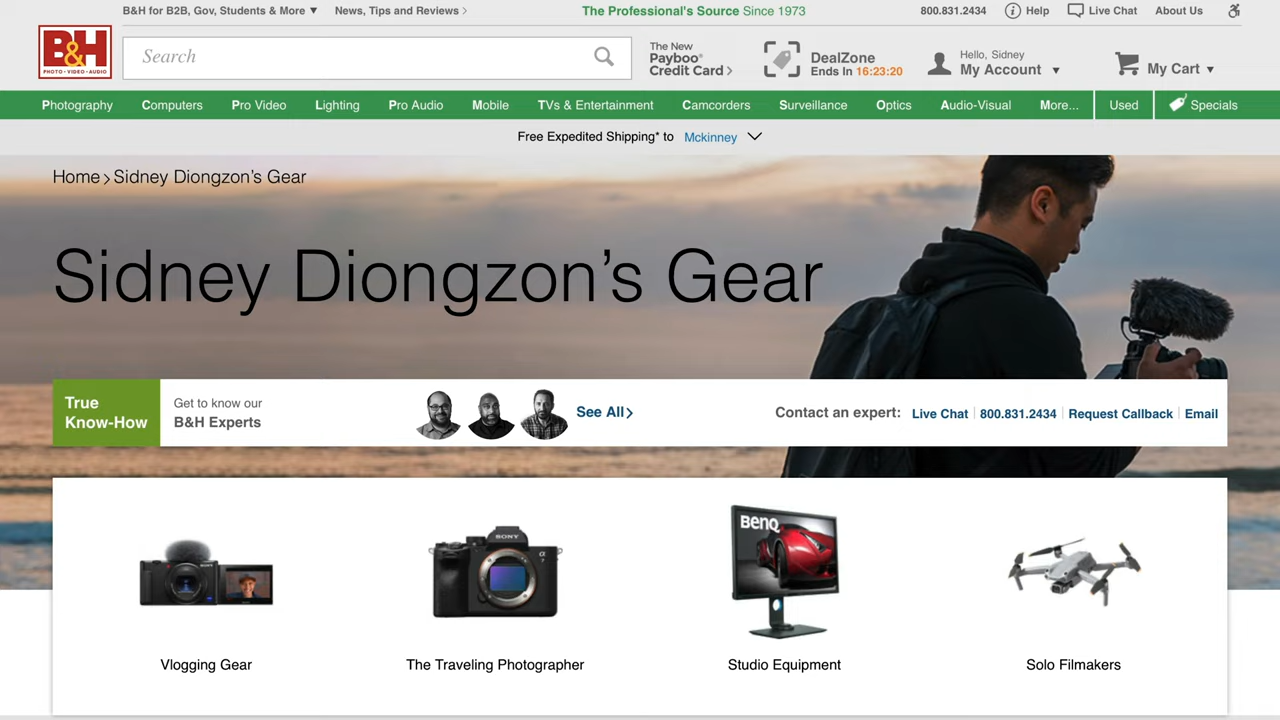 B&H for B2B, Gov, Students & More ▼
News, Tips and Reviews >
The Professional's Source Since 1973
800.831.2434
Help
Live Chat
About Us
B&H
PHOTO • VIDEO • AUDIO
Search
The New
Payboo®
Credit Card >
DealZone
Ends In 16:23:20
Hello, Sidney
My Account ▼
My Cart ▼
Photography
Computers
Pro Video
Lighting
Pro Audio
Mobile
TVs & Entertainment
Camcorders
Surveillance
Optics
Audio-Visual
More...
Used
Specials
Free Expedited Shipping* to Mckinney
Home > Sidney Diongzon's Gear
Sidney Diongzon's Gear
True
Know-How
Get to know our
B&H Experts
See All >
Contact an expert:
Live Chat
800.831.2434
Request Callback
Email
SONY
SONY
α
7
BenQ
Vlogging Gear
The Traveling Photographer
Studio Equipment
Solo Filmakers